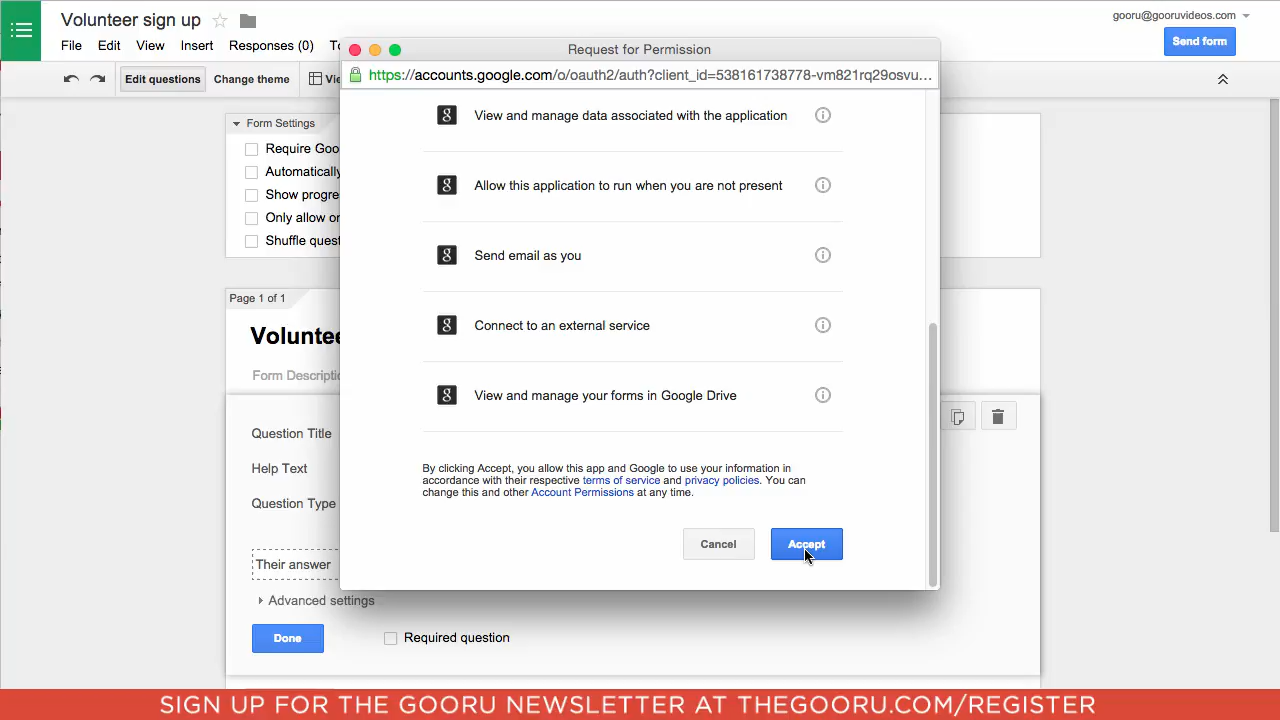 Volunteer sign up
gooru@gooruvideos.com
File Edit View Insert Responses (0)
Send form
Edit questions Change theme
Request for Permission
https://accounts.google.com/o/oauth2/auth?client_id=538161738778-vm821rq29osvu...
Form Settings
Require Goo
Automatically
Show progre
Only allow or
Shuffle quest
View and manage data associated with the application
Allow this application to run when you are not present
Send email as you
Connect to an external service
View and manage your forms in Google Drive
By clicking Accept, you allow this app and Google to use your information in
accordance with their respective terms of service and privacy policies. You can
change this and other Account Permissions at any time.
Cancel Accept
Page 1 of 1
Voluntee
Form Descripti
Question Title
Help Text
Question Type
Their answer
Advanced settings
Done
Required question
SIGN UP FOR THE GOORU NEWSLETTER AT THEGOORU.COM/REGISTER